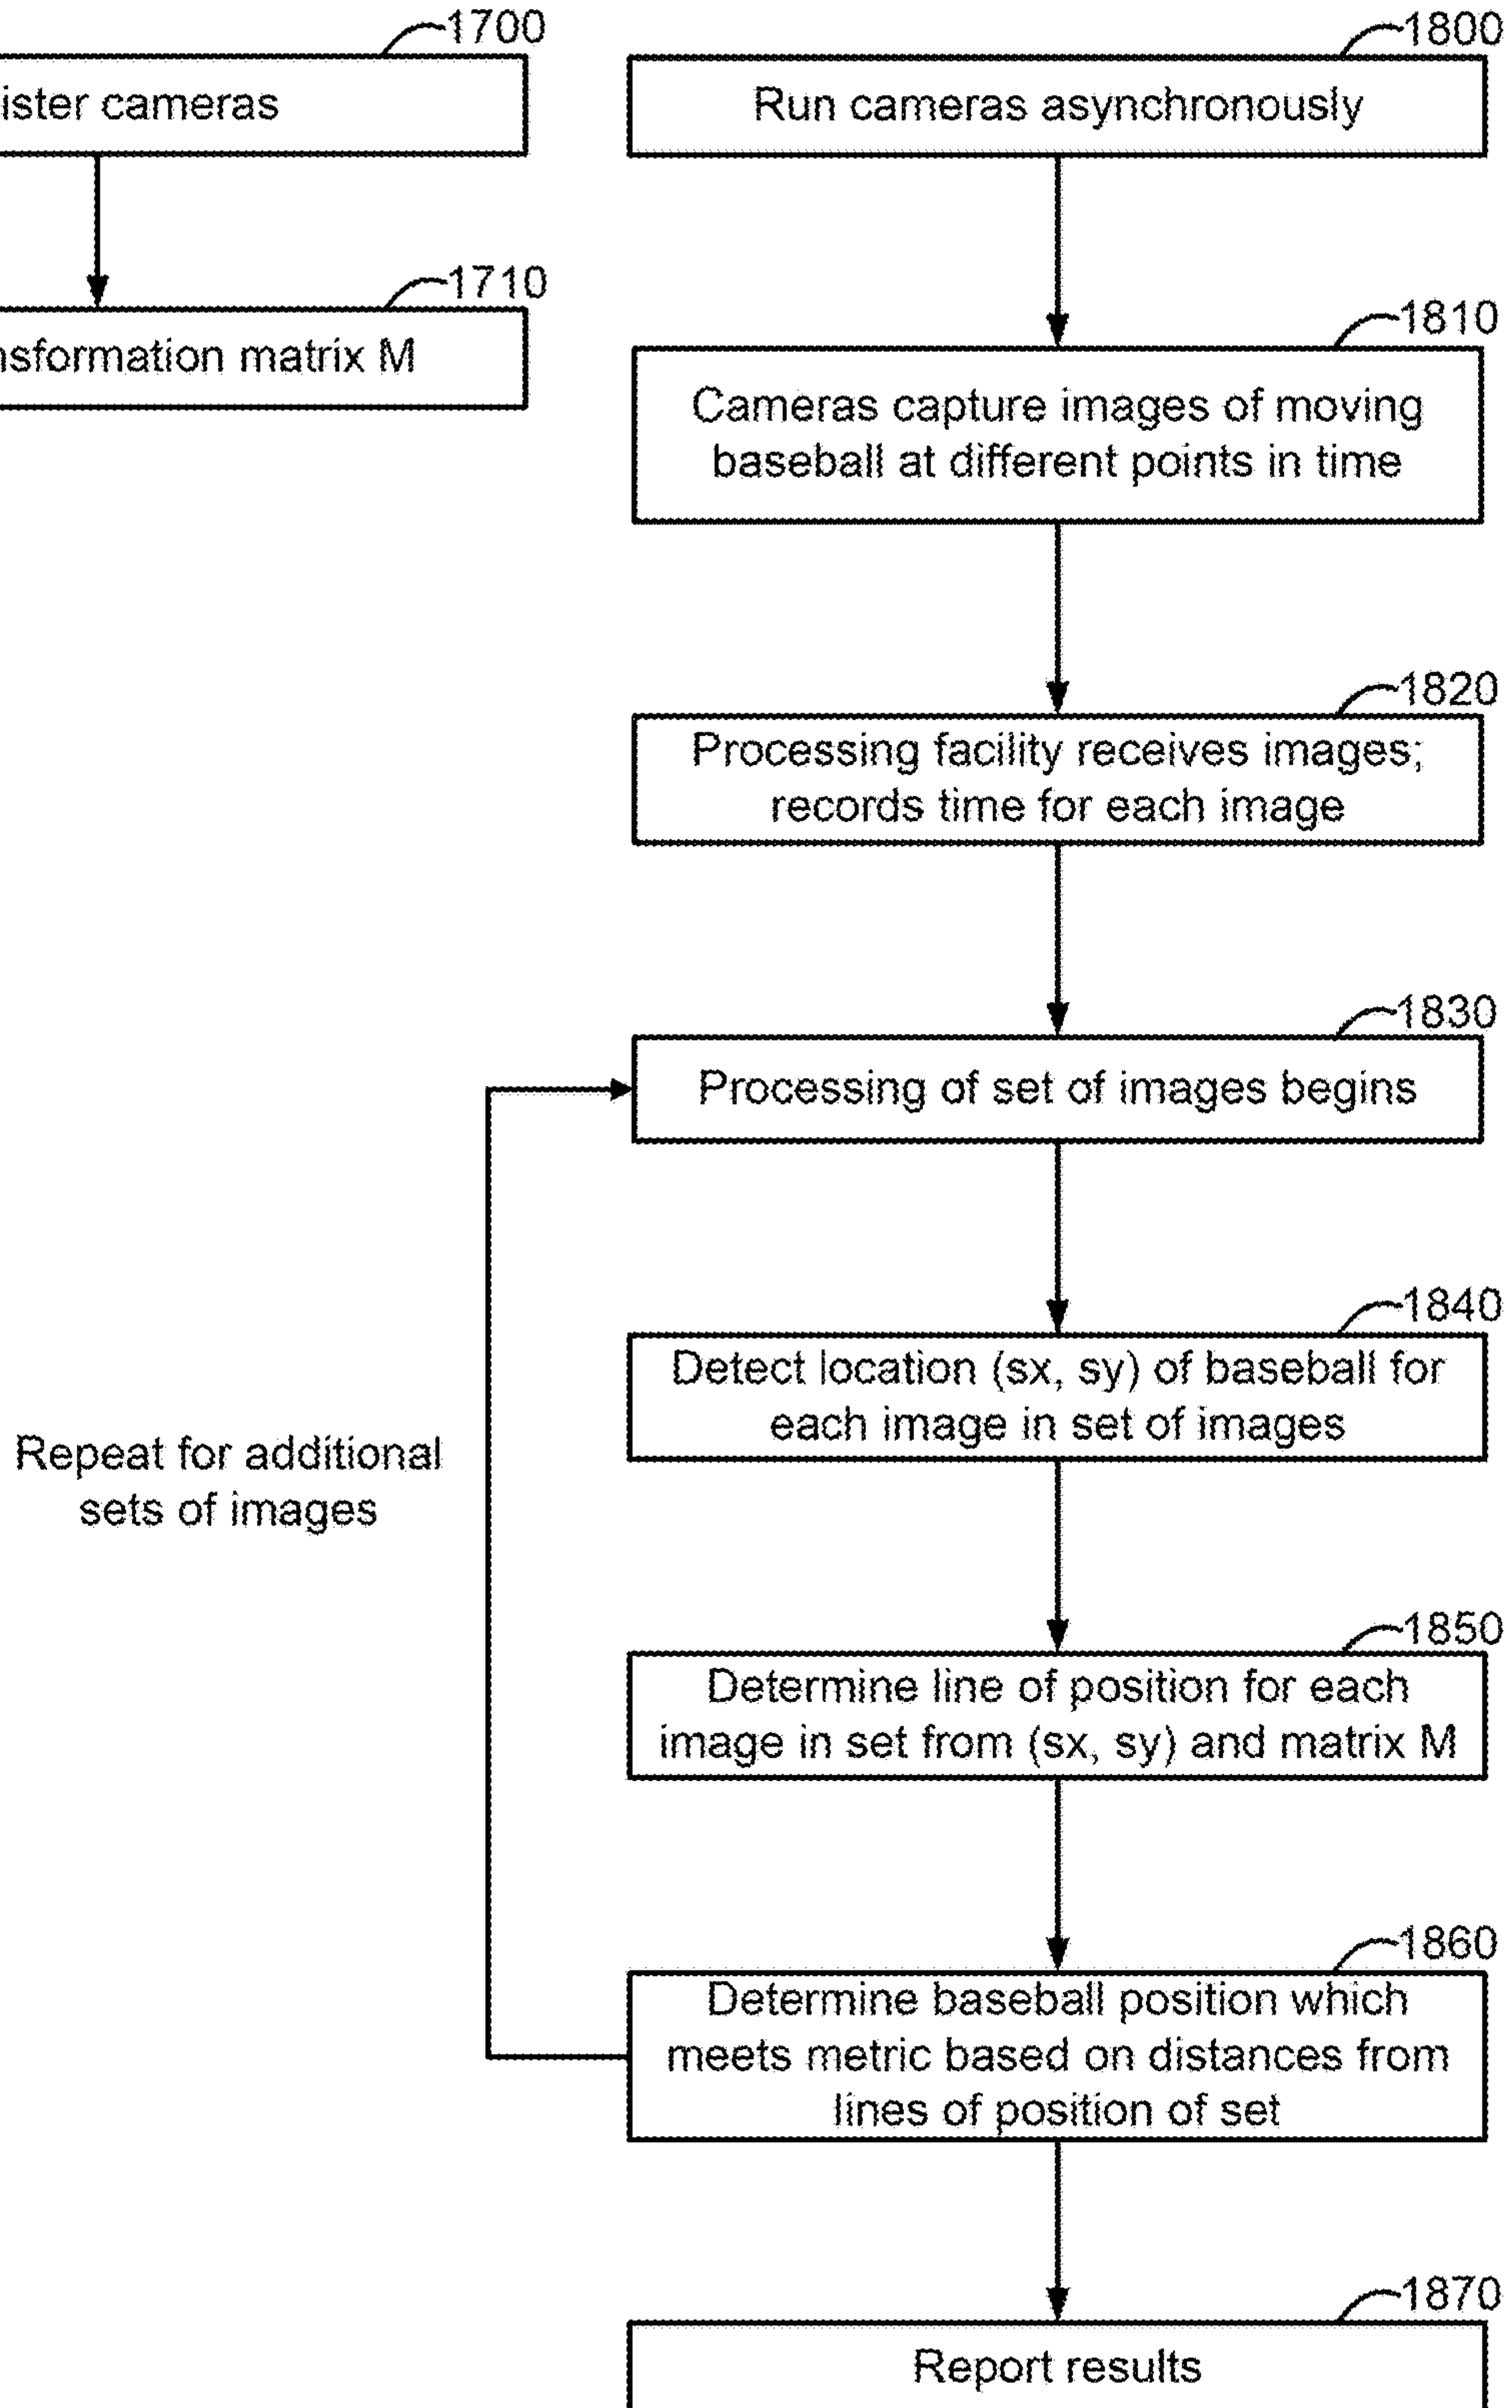 1700
ister cameras
1710
nsformation matrix M
1800
Run cameras asynchronously
1810
Cameras capture images of moving
baseball at different points in time
1820
Processing facility receives images;
records time for each image
1830
Processing of set of images begins
1840
Detect location (sx, sy) of baseball for
each image in set of images
Repeat for additional
sets of images
1850
Determine line of position for each
image in set from (sx, sy) and matrix M
1860
Determine baseball position which
meets metric based on distances from
lines of position of set
1870
Report results